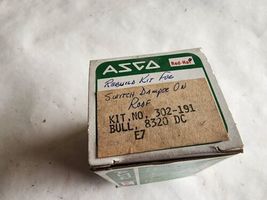 ASCO
Red-Hat
Rebuild Kit for
Switch Damper On
Roof
KIT.NO. 302-191
BULL. 8320 DC
E7